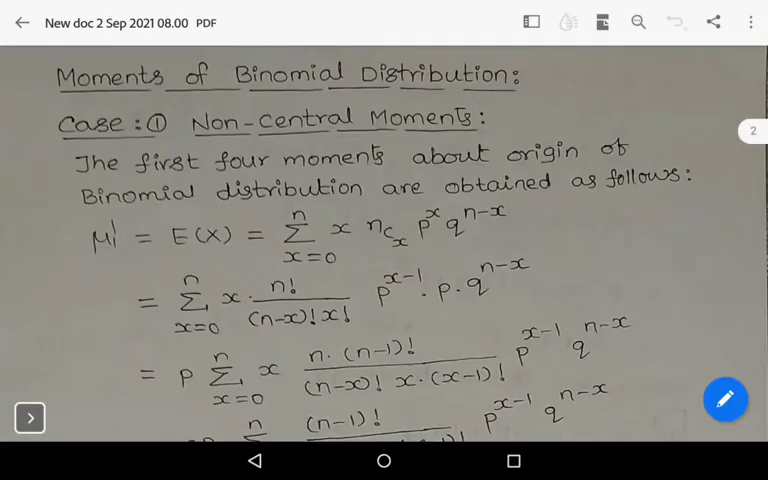 New doc 2 Sep 2021 08.00 PDF
Moments of Binomial Distribution:
Case:① Non-Central Moments:
2
The first four moments about origin of
Binomial distribution are obtained as follows:
μ₁' = E(X) = Σ_{x=0}^{n} x n_{C_x} p^x q^{n-x}
= Σ_{x=0}^{n} x · n! / (n-x)! x! p^{x-1} · p · q^{n-x}
= p Σ_{x=0}^{n} x n · (n-1)! / (n-x)! x · (x-1)! p^{x-1} q^{n-x}
n (n-1)! p^{x-1} q^{n-x}